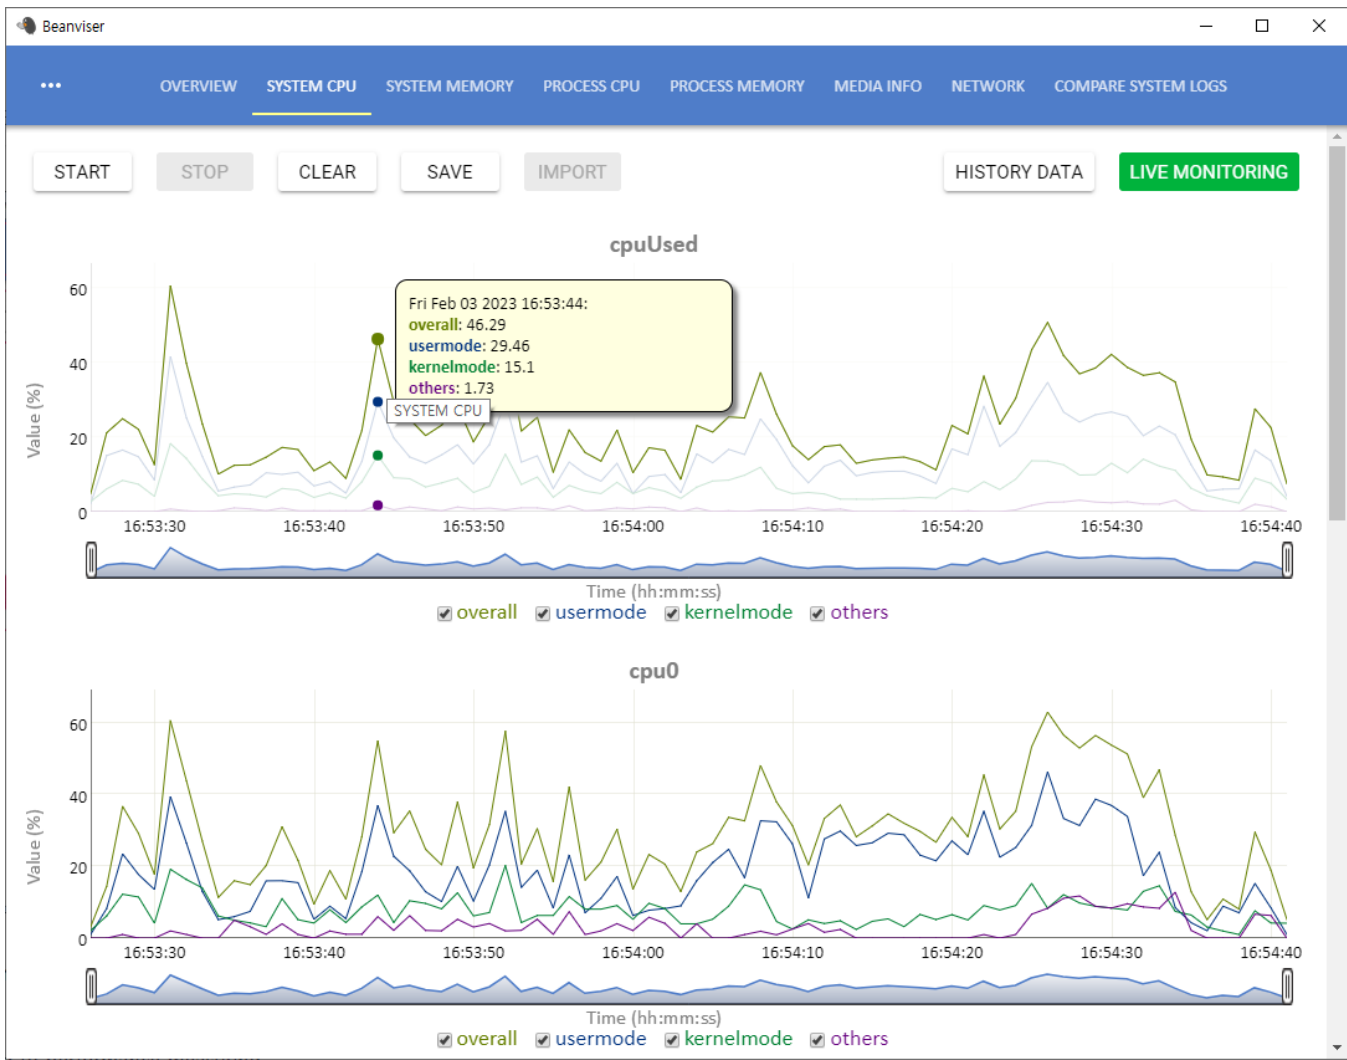 Beanviser
••• OVERVIEW SYSTEM CPU SYSTEM MEMORY PROCESS CPU PROCESS MEMORY MEDIA INFO NETWORK COMPARE SYSTEM LOGS
START STOP CLEAR SAVE IMPORT HISTORY DATA LIVE MONITORING
cpuUsed
Value (%)
60
40
20
0
Fri Feb 03 2023 16:53:44:
overall: 46.29
usermode: 29.46
kernelmode: 15.1
others: 1.73
SYSTEM CPU
16:53:30 16:53:40 16:53:50 16:54:00 16:54:10 16:54:20 16:54:30 16:54:40
Time (hh:mm:ss)
overall usermode kernelmode others
cpu0
Value (%)
60
40
20
0
16:53:30 16:53:40 16:53:50 16:54:00 16:54:10 16:54:20 16:54:30 16:54:40
Time (hh:mm:ss)
overall usermode kernelmode others